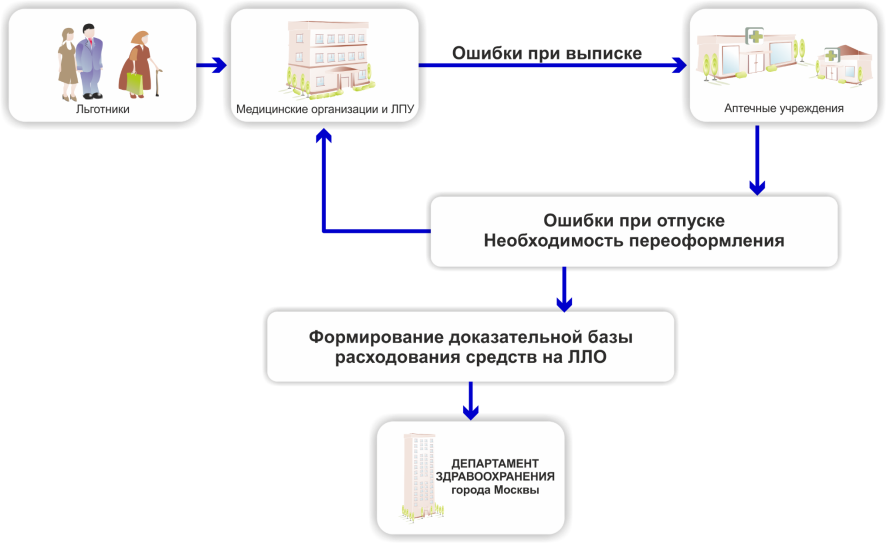 Льготники
Медицинские организации и ЛПУ
Ошибки при выписке
Аптечные учреждения
Ошибки при отпуске
Необходимость переоформления
Формирование доказательной базы
расходования средств на ЛЛО
ДЕПАРТАМЕНТ
ЗДРАВООХРАНЕНИЯ
города Москвы